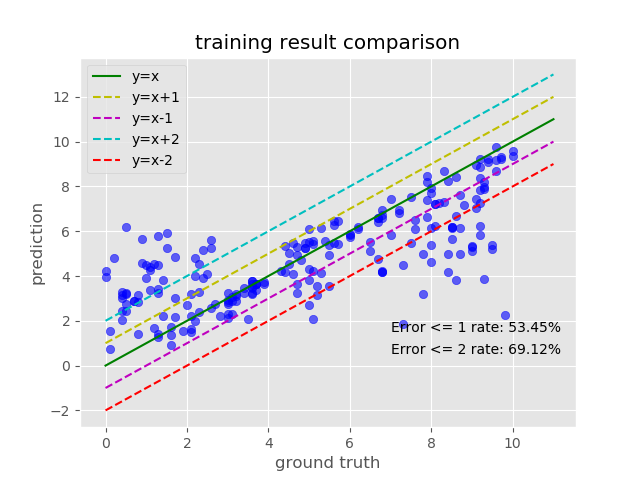 training result comparison
y=x
y=x+1
y=x-1
y=x+2
y=x-2
12
10
8
6
4
2
0
−2
prediction
Error <= 1 rate: 53.45%
Error <= 2 rate: 69.12%
0 2 4 6 8 10
ground truth